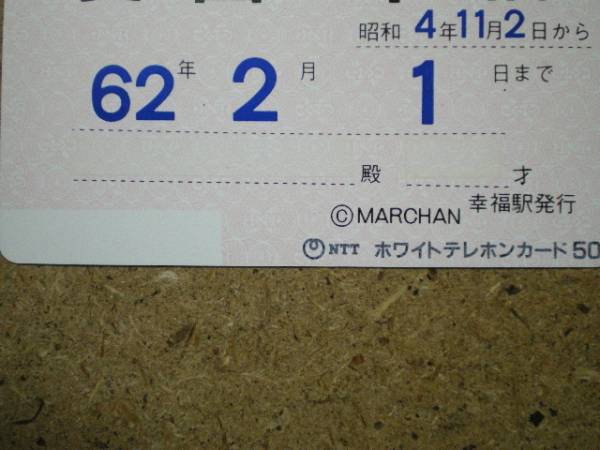 昭和 4年11月2日から
62年 2月 1日まで
殿 才
©MARCHAN 幸福駅発行
NTT ホワイトテレホンカード50